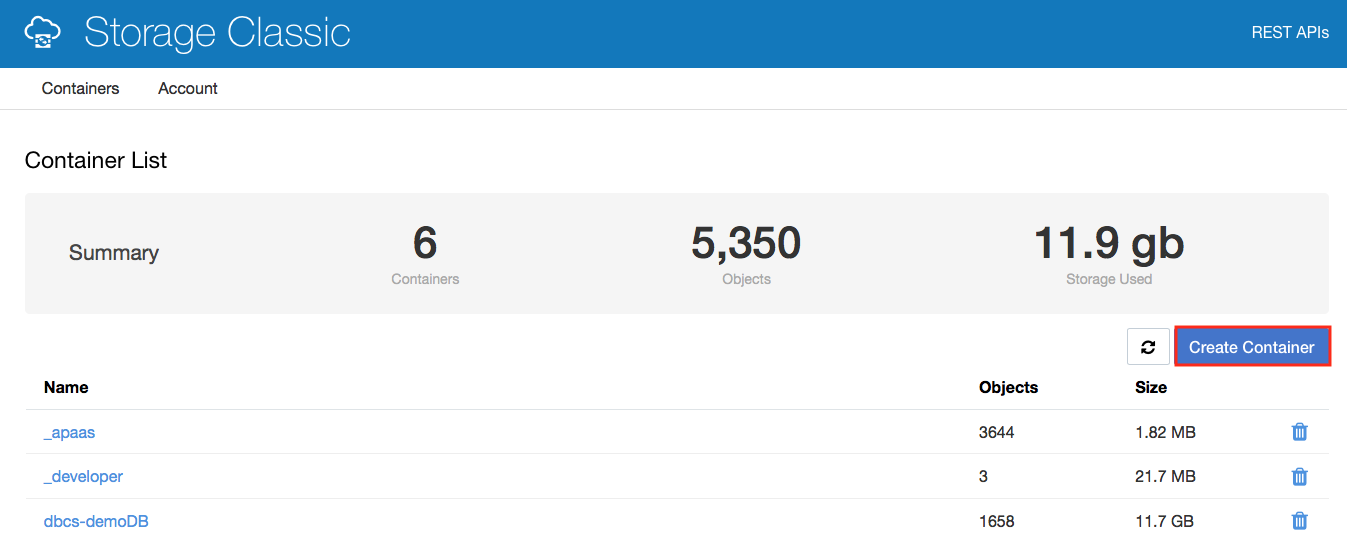 Storage Classic
REST APIs
Containers Account
Container List
Summary
6
Containers
5,350
Objects
11.9 gb
Storage Used
Create Container
Name Objects Size
_apaas 3644 1.82 MB
_developer 3 21.7 MB
dbcs-demoDB 1658 11.7 GB